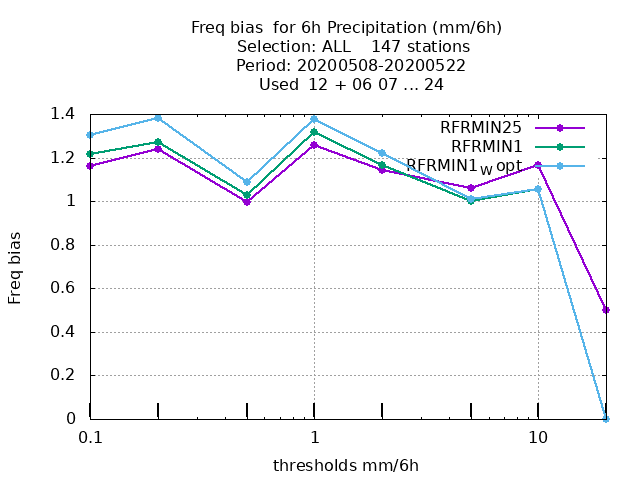 Freq bias  for 6h Precipitation (mm/6h)
Selection: ALL    147 stations
Period: 20200508-20200522
Used  12 + 06 07 ... 24
1.4
1.2
1
0.8
0.6
0.4
0.2
0
Freq bias
RFRMIN25
RFRMIN1
RFRMIN1W opt
0.1
1
10
thresholds mm/6h